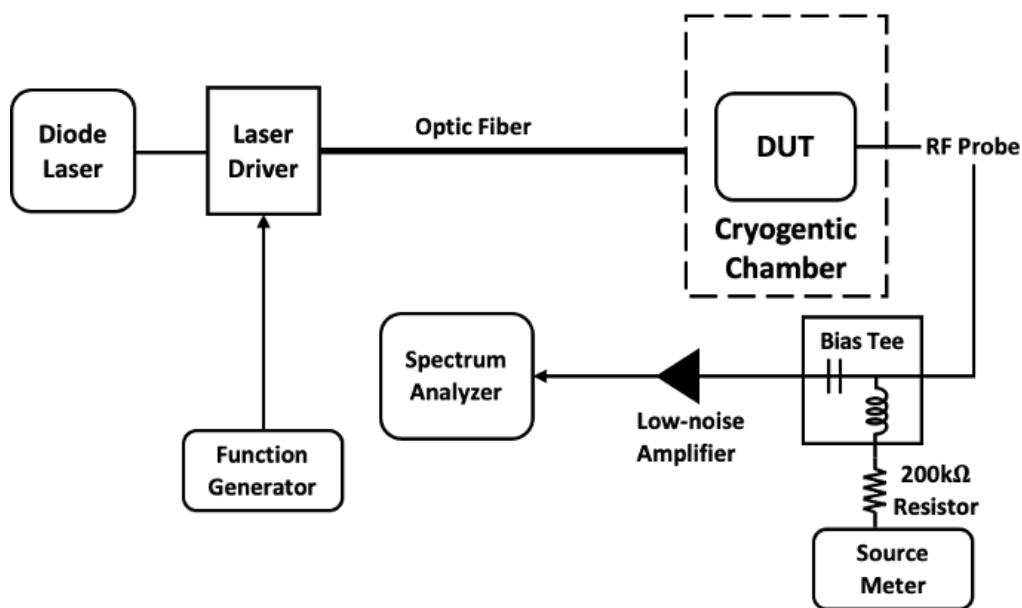 Diode
Laser
Laser
Driver
Optic Fiber
DUT
RF Probe
Cryogentic
Chamber
Bias Tee
Spectrum
Analyzer
Low-noise
Amplifier
Function
Generator
200kΩ
Resistor
Source
Meter